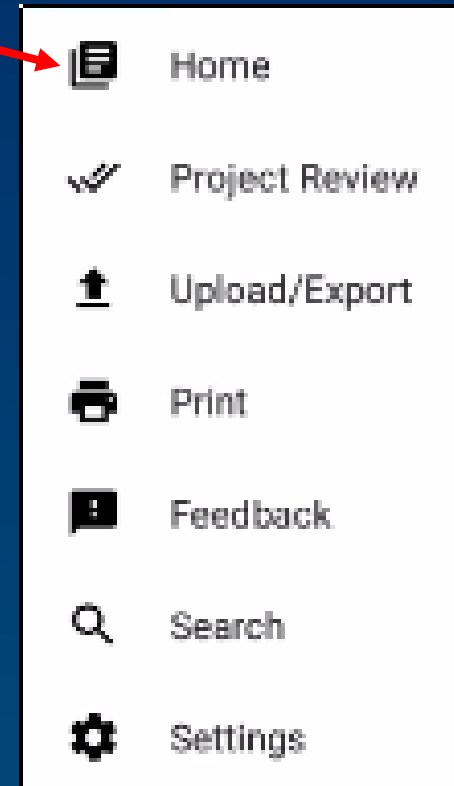 Home
Project Review
Upload/Export
Print
Feedback
Search
Settings